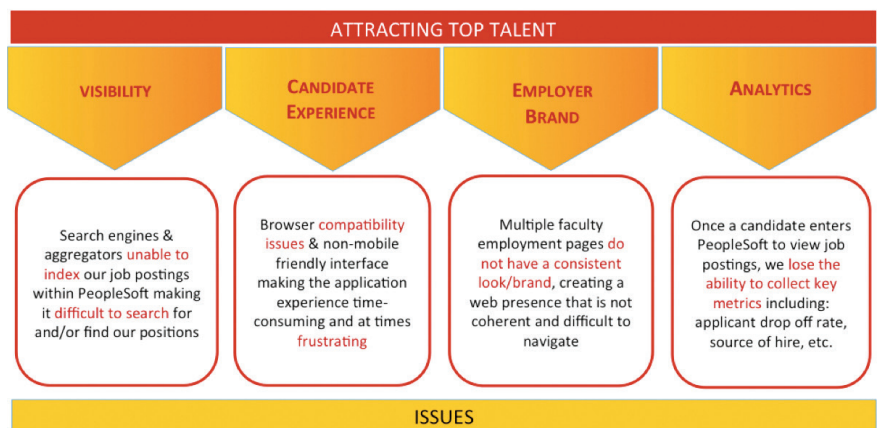 ATTRACTING TOP TALENT
VISIBILITY
CANDIDATE
EXPERIENCE
EMPLOYER
BRAND
ANALYTICS
Search engines &
aggregators unable to
index our job postings
within PeopleSoft making
it difficult to search for
and/or find our positions
Browser compatibility
issues & non-mobile
friendly interface
making the application
experience time-
consuming and at times
frustrating
Multiple faculty
employment pages do
not have a consistent
look/brand, creating a
web presence that is not
coherent and difficult to
navigate
Once a candidate enters
PeopleSoft to view job
postings, we lose the
ability to collect key
metrics including:
applicant drop off rate,
source of hire, etc.
ISSUES